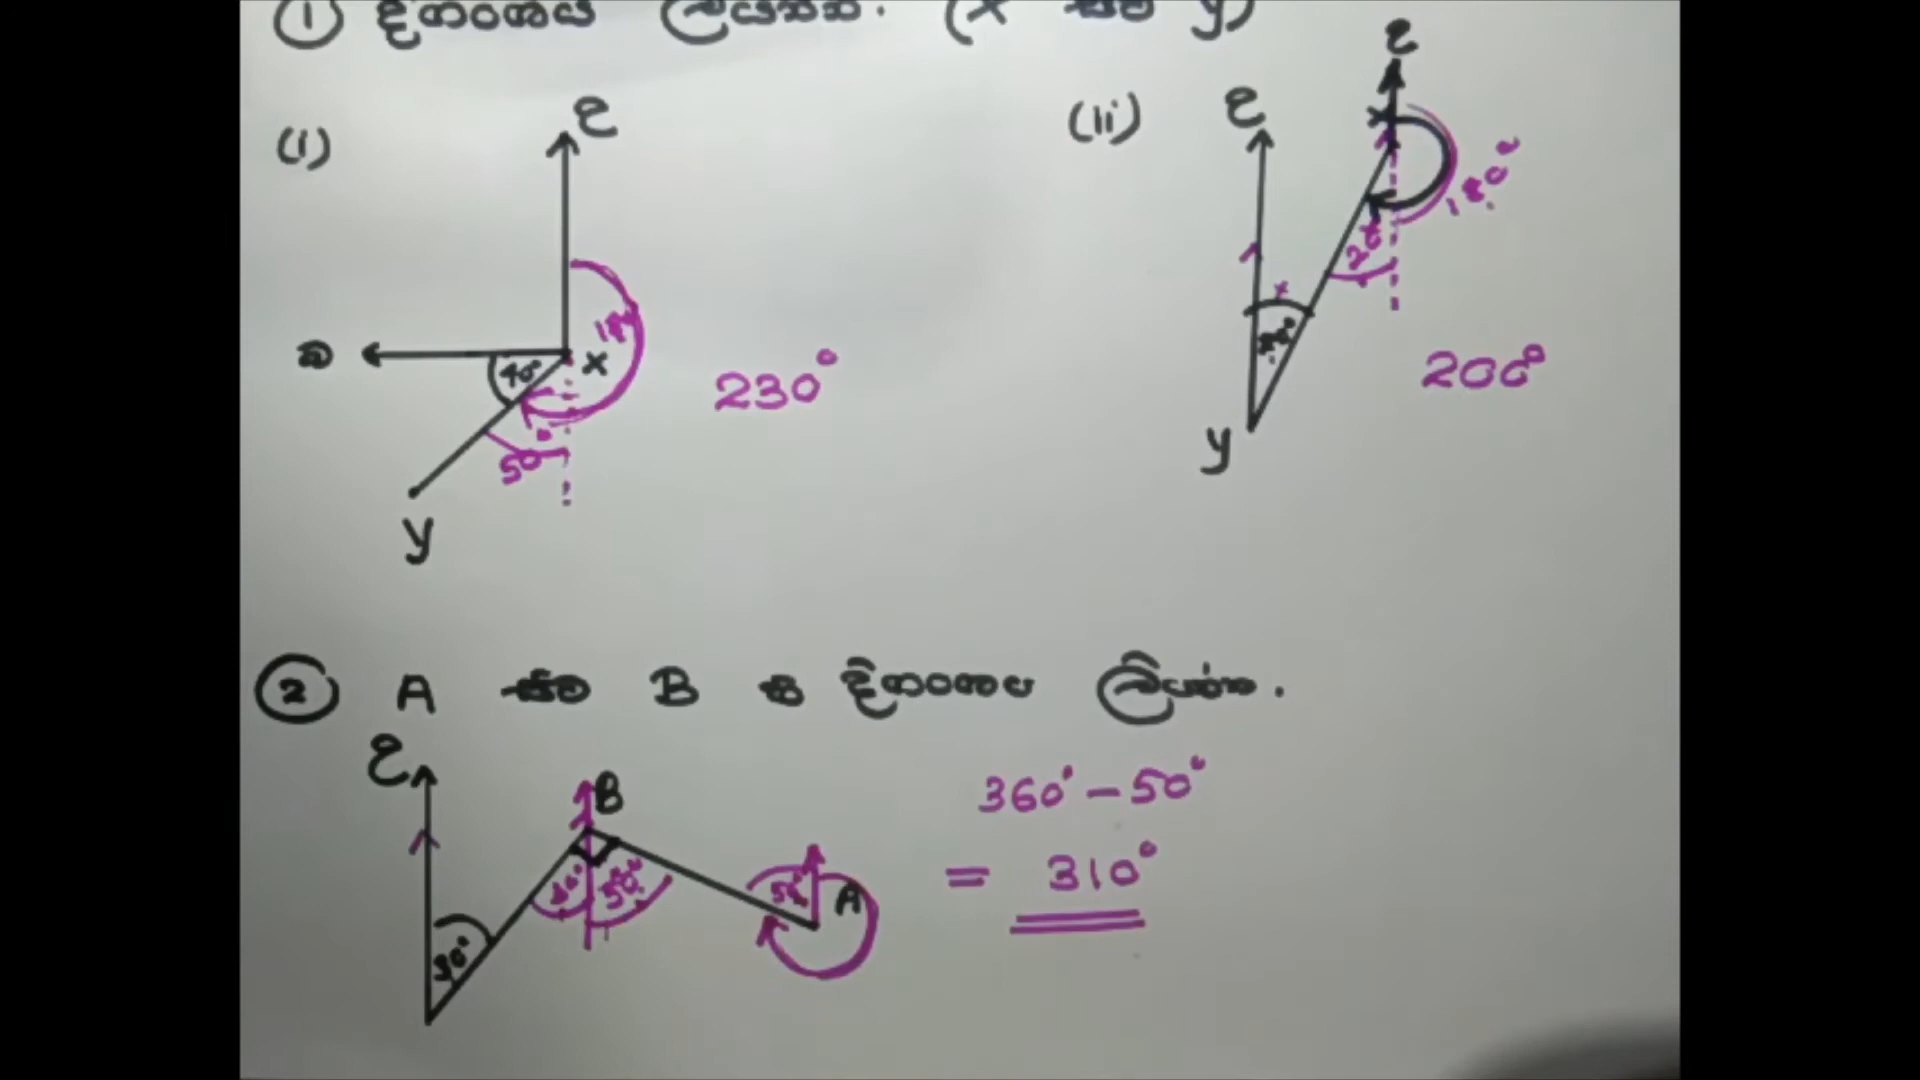 ① දිගංශය ලියන්න. (x සිට y)
(i)
උ
බ
40°
x
180°
50°
y
230°
(ii)
උ
උ
x
180°
20°
x
20°
y
200°
② A සිට B හි දිගංශය ලියන්න.
උ
30°
B
50°
A
360° - 50°
= 310°